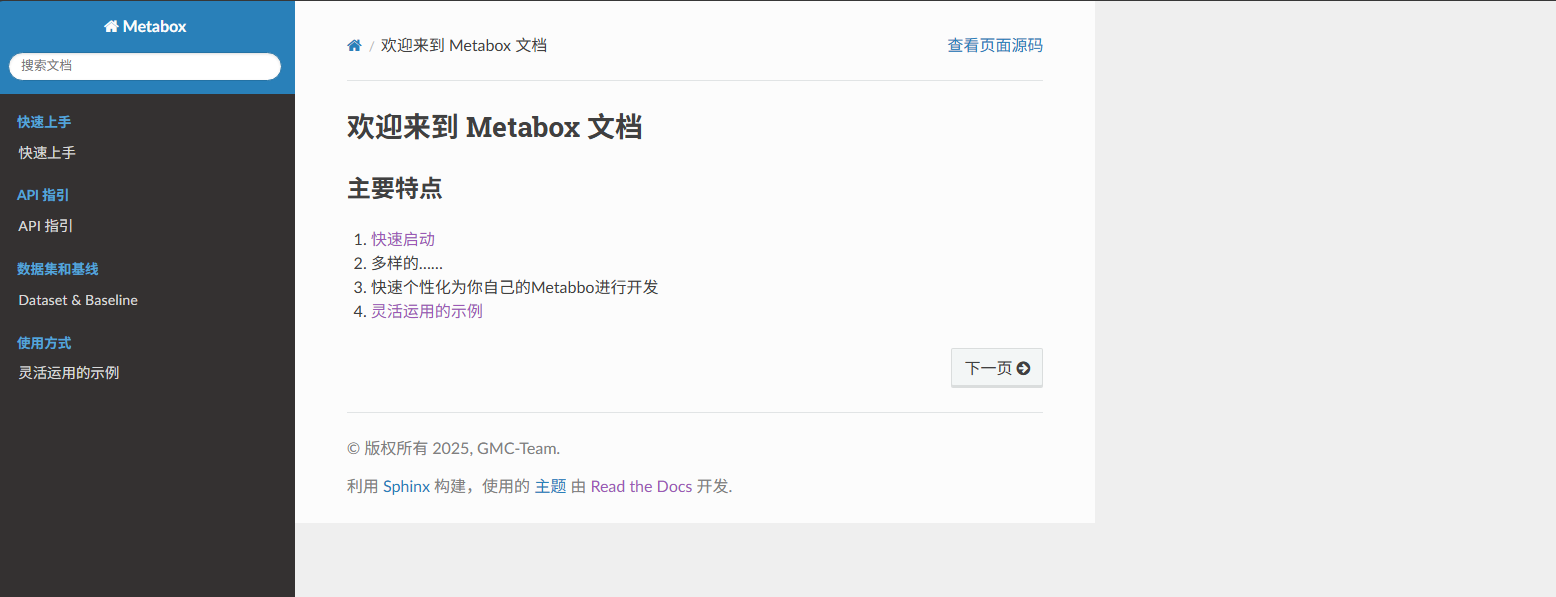 Metabox
搜索文档
快速上手
快速上手
API 指引
API 指引
数据集和基线
Dataset & Baseline
使用方式
灵活运用的示例
/ 欢迎来到 Metabox 文档
查看页面源码
欢迎来到 Metabox 文档
主要特点
1. 快速启动
2. 多样的……
3. 快速个性化为你自己的Metabbo进行开发
4. 灵活运用的示例
下一页
© 版权所有 2025, GMC-Team.
利用 Sphinx 构建，使用的 主题 由 Read the Docs 开发.